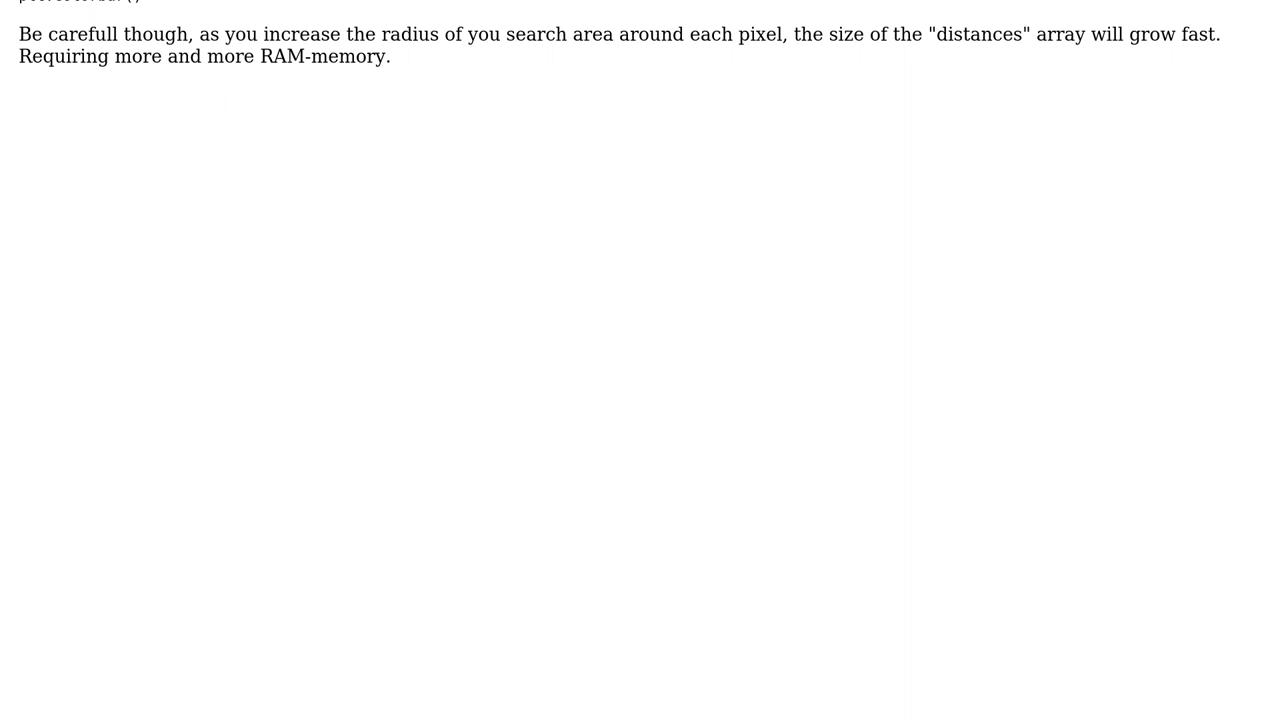 Be carefull though, as you increase the radius of you search area around each pixel, the size of the "distances" array will grow fast.
Requiring more and more RAM-memory.